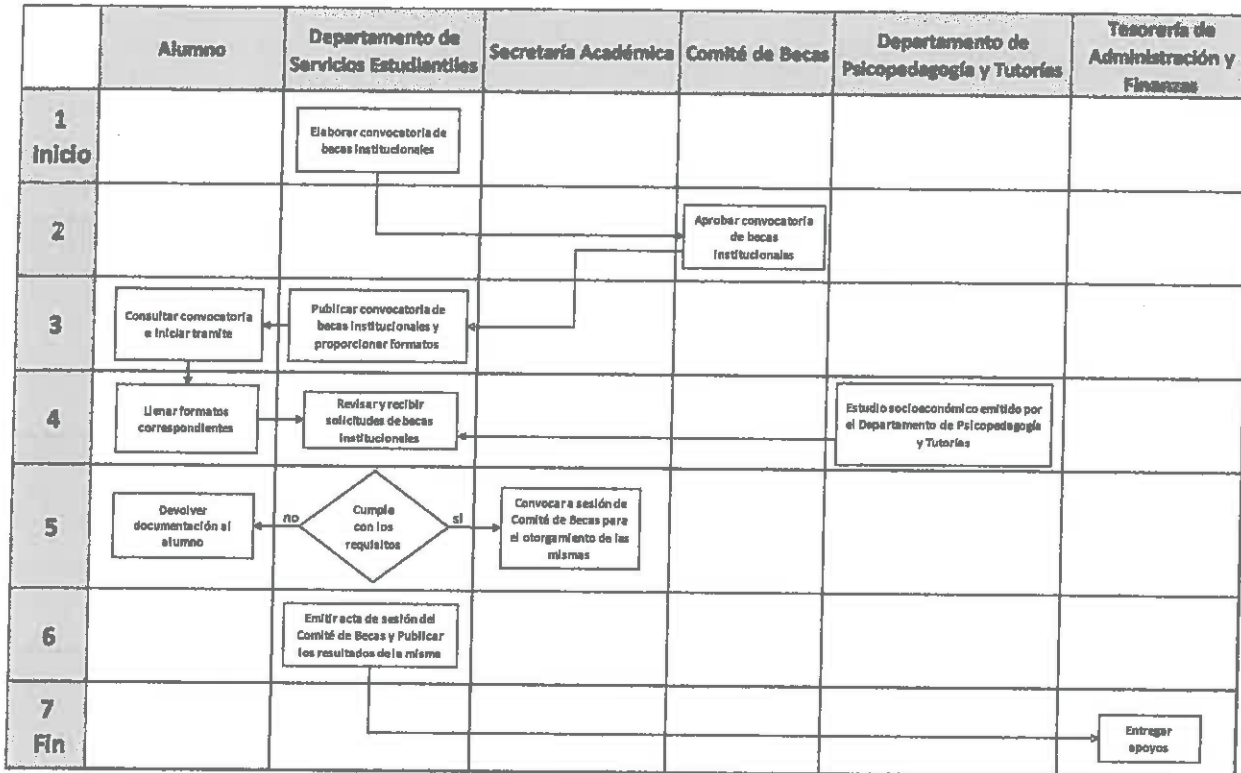 Alumno
Departamento de
Servicios Estudiantiles
Secretaría Académica
Comité de Becas
Departamento de
Psicopedagogía y Tutorías
Tesorería de
Administración y
Finanzas
1
Inicio
Elaborar convocatoria de
becas institucionales
2
Aprobar convocatoria
de becas
institucionales
3
Consultar convocatoria
e iniciar tramite
Publicar convocatoria de
becas institucionales y
proporcionar formatos
4
Llenar formatos
correspondientes
Revisar y recibir
solicitudes de becas
institucionales
Estudio socioeconómico emitido por
el Departamento de Psicopedagogía
y Tutorías
5
Devolver
documentación al
alumno
no
Cumple
con los
requisitos
si
Convocar a sesión de
Comité de Becas para
el otorgamiento de las
mismas
6
Emitir acta de sesión del
Comité de Becas y Publicar
los resultados de la misma
7
Fin
Entregar
apoyos